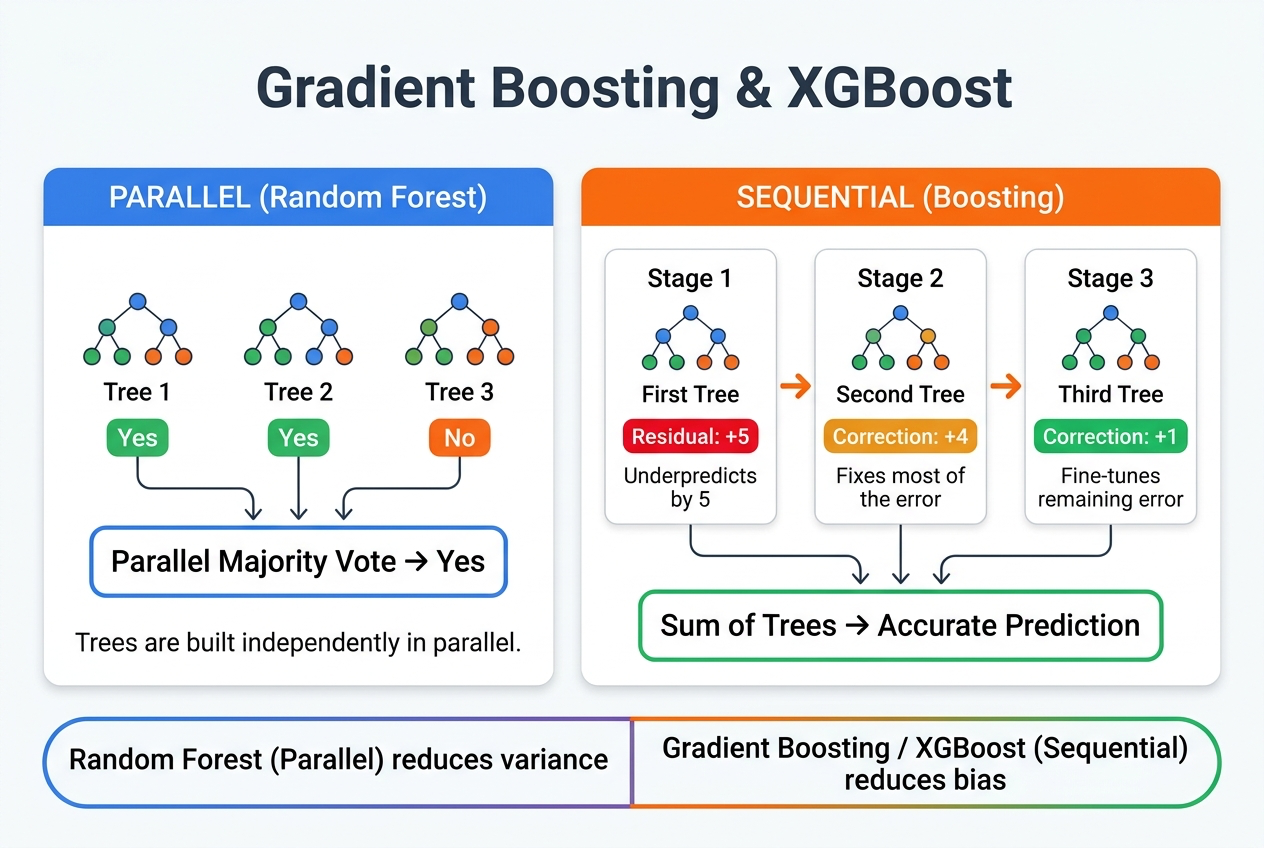 Gradient Boosting & XGBoost
PARALLEL (Random Forest)
Tree 1
Tree 2
Tree 3
Yes
Yes
No
Parallel Majority Vote → Yes
Trees are built independently in parallel.
SEQUENTIAL (Boosting)
Stage 1
First Tree
Residual: +5
Underpredicts
by 5
Stage 2
Second Tree
Correction: +4
Fixes most of
the error
Stage 3
Third Tree
Correction: +1
Fine-tunes
remaining error
Sum of Trees → Accurate Prediction
Random Forest (Parallel) reduces variance
Gradient Boosting / XGBoost (Sequential)
reduces bias